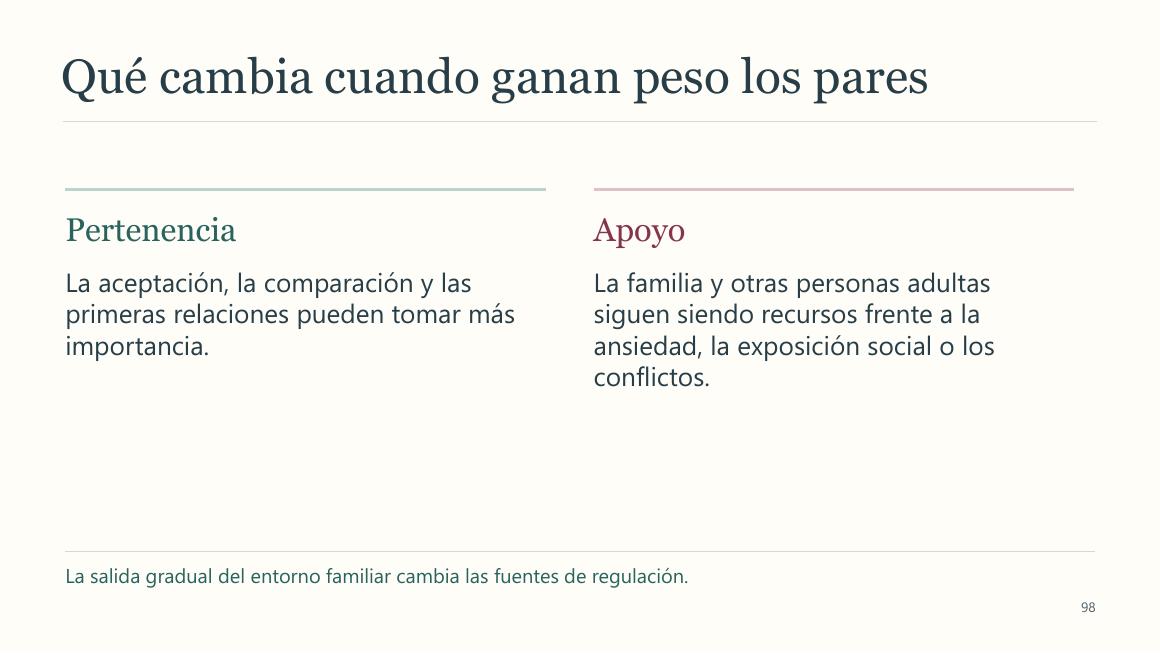 Qué cambia cuando ganan peso los pares
Pertenencia
La aceptación, la comparación y las
primeras relaciones pueden tomar más
importancia.
Apoyo
La familia y otras personas adultas
siguen siendo recursos frente a la
ansiedad, la exposición social o los
conflictos.
La salida gradual del entorno familiar cambia las fuentes de regulación.
98